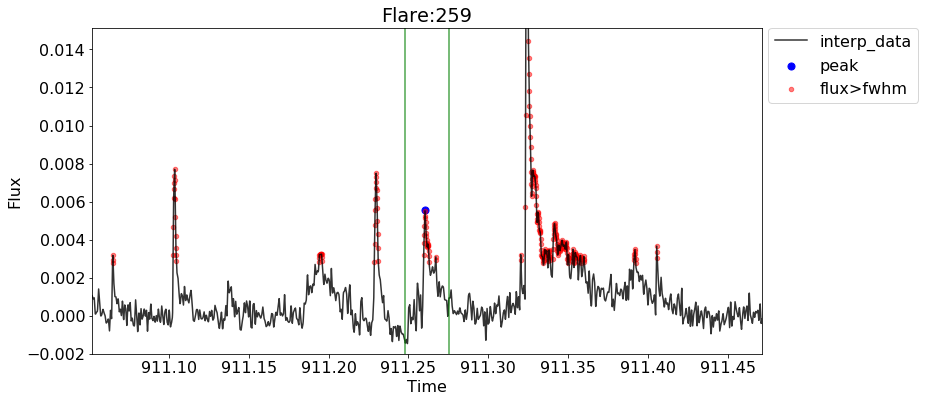 Flare:259
interp_data
peak
flux>fwhm
0.014
0.012
0.010
0.008
0.006
0.004
0.002
0.000
−0.002
Flux
911.10
911.15
911.20
911.25
911.30
911.35
911.40
911.45
Time